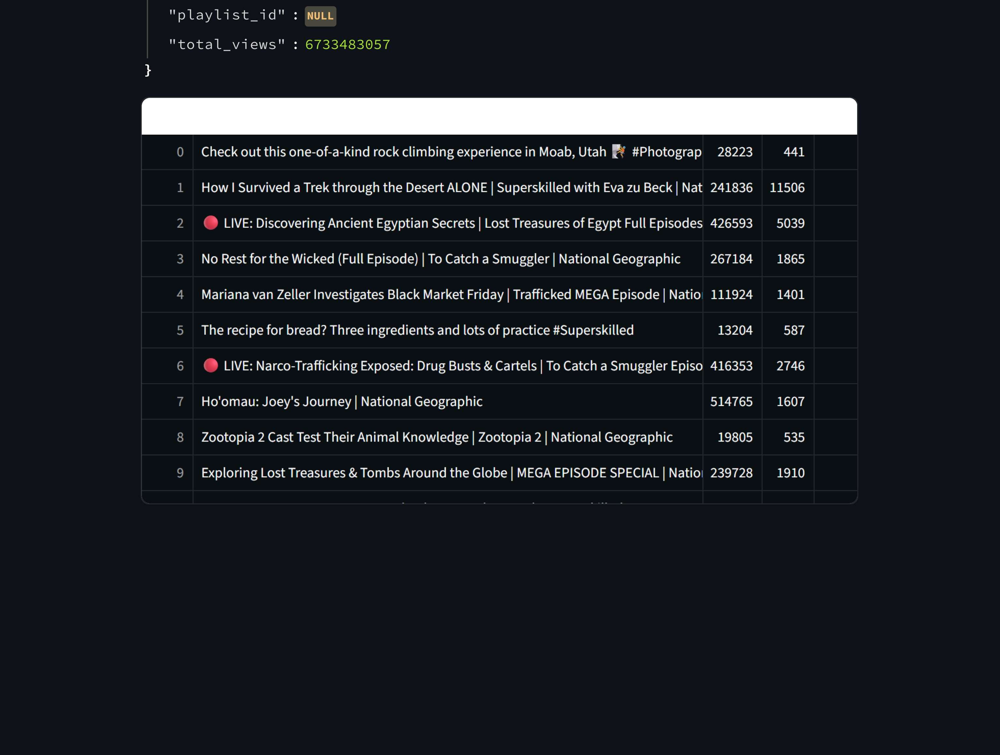 "playlist_id" : NULL
"total_views" : 6733483057
}
0 Check out this one-of-a-kind rock climbing experience in Moab, Utah 🧗 #Photograp 28223 441
1 How I Survived a Trek through the Desert ALONE | Superskilled with Eva zu Beck | Nat 241836 11506
2 🔴 LIVE: Discovering Ancient Egyptian Secrets | Lost Treasures of Egypt Full Episodes 426593 5039
3 No Rest for the Wicked (Full Episode) | To Catch a Smuggler | National Geographic 267184 1865
4 Mariana van Zeller Investigates Black Market Friday | Trafficked MEGA Episode | Natio 111924 1401
5 The recipe for bread? Three ingredients and lots of practice #Superskilled 13204 587
6 🔴 LIVE: Narco-Trafficking Exposed: Drug Busts & Cartels | To Catch a Smuggler Episo 416353 2746
7 Ho'omau: Joey's Journey | National Geographic 514765 1607
8 Zootopia 2 Cast Test Their Animal Knowledge | Zootopia 2 | National Geographic 19805 535
9 Exploring Lost Treasures & Tombs Around the Globe | MEGA EPISODE SPECIAL | Natio 239728 1910